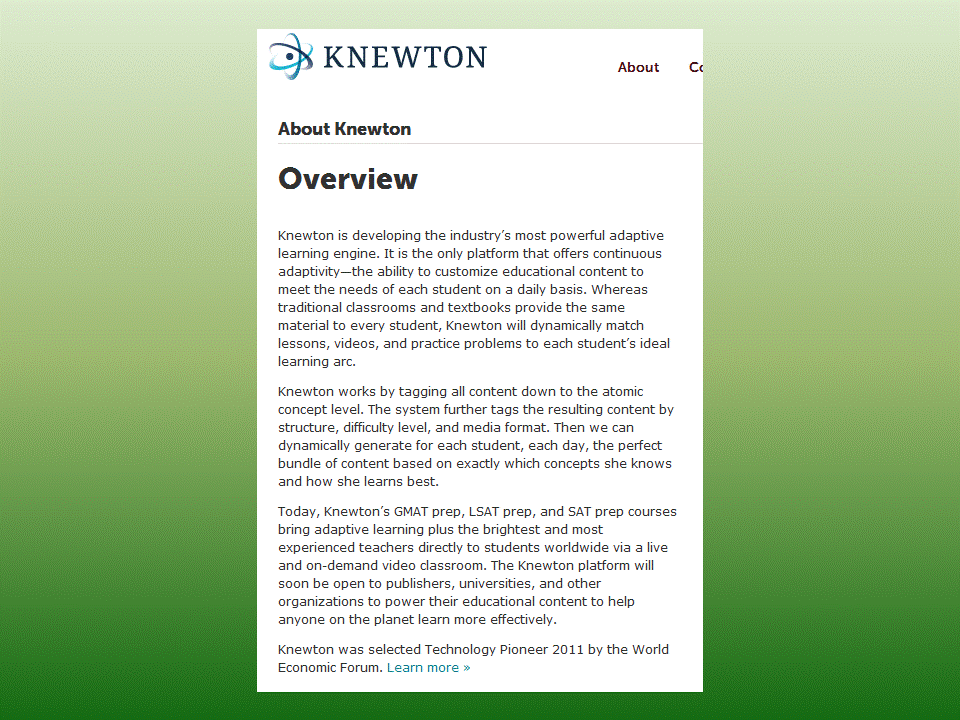 KNEWTON
About Co
About Knewton
Overview
Knewton is developing the industry’s most powerful adaptive
learning engine. It is the only platform that offers continuous
adaptivity—the ability to customize educational content to
meet the needs of each student on a daily basis. Whereas
traditional classrooms and textbooks provide the same
material to every student, Knewton will dynamically match
lessons, videos, and practice problems to each student’s ideal
learning arc.
Knewton works by tagging all content down to the atomic
concept level. The system further tags the resulting content by
structure, difficulty level, and media format. Then we can
dynamically generate for each student, each day, the perfect
bundle of content based on exactly which concepts she knows
and how she learns best.
Today, Knewton’s GMAT prep, LSAT prep, and SAT prep courses
bring adaptive learning plus the brightest and most
experienced teachers directly to students worldwide via a live
and on-demand video classroom. The Knewton platform will
soon be open to publishers, universities, and other
organizations to power their educational content to help
anyone on the planet learn more effectively.
Knewton was selected Technology Pioneer 2011 by the World
Economic Forum. Learn more »